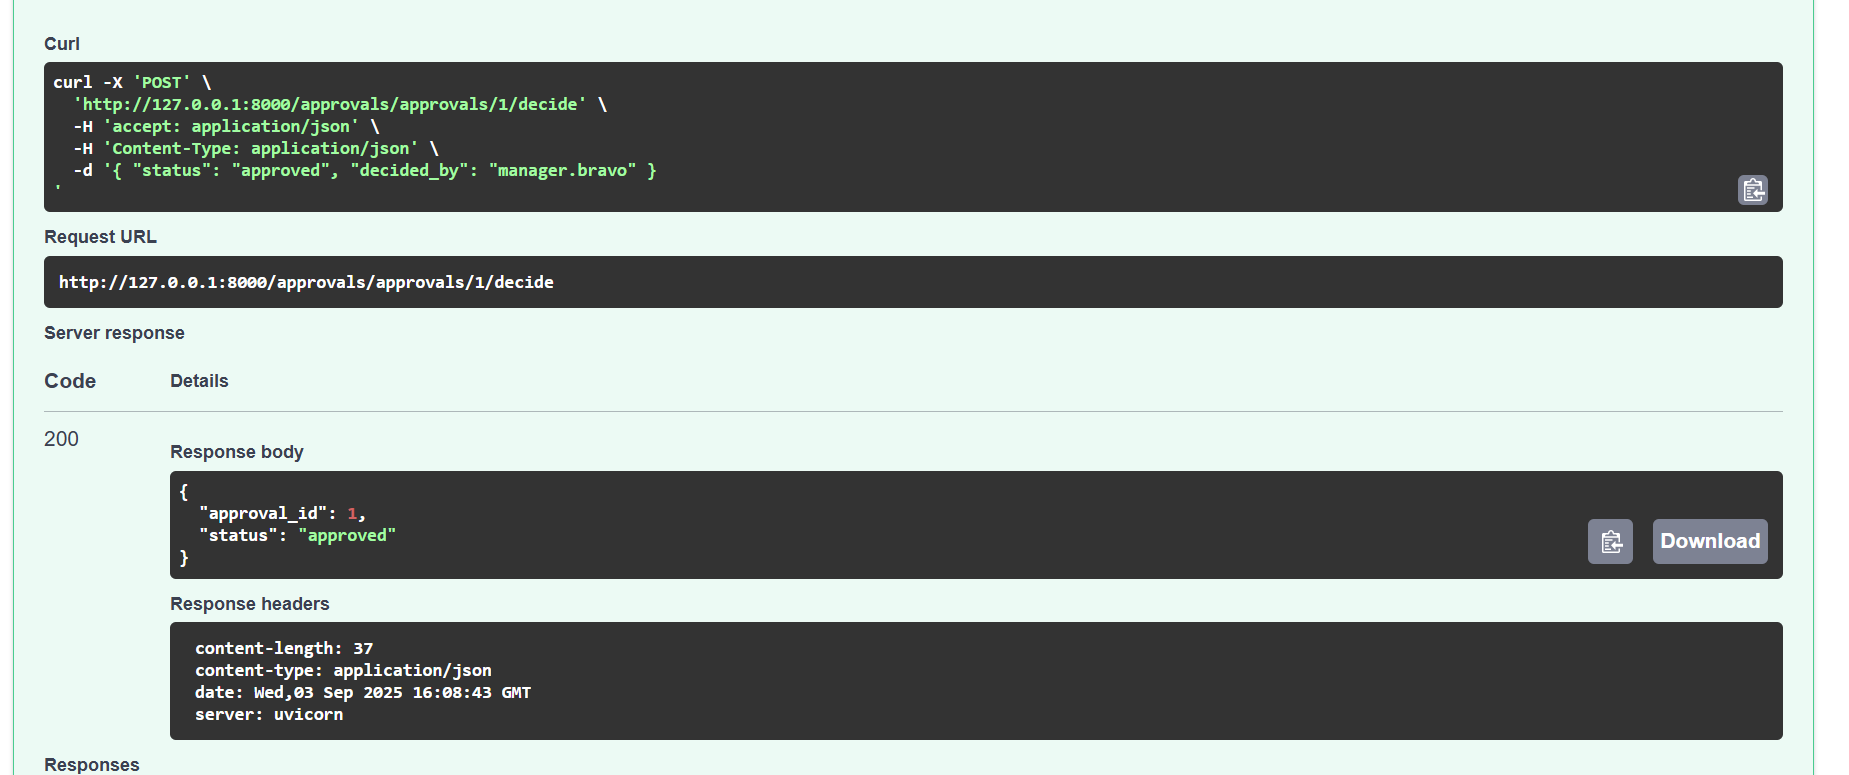 Curl
curl -X 'POST' \
'http://127.0.0.1:8000/approvals/approvals/1/decide' \
-H 'accept: application/json' \
-H 'Content-Type: application/json' \
-d '{ "status": "approved", "decided_by": "manager.bravo" }
'
Request URL
http://127.0.0.1:8000/approvals/approvals/1/decide
Server response
Code Details
200
Response body
{
"approval_id": 1,
"status": "approved"
}
Download
Response headers
content-length: 37
content-type: application/json
date: Wed,03 Sep 2025 16:08:43 GMT
server: uvicorn
Responses